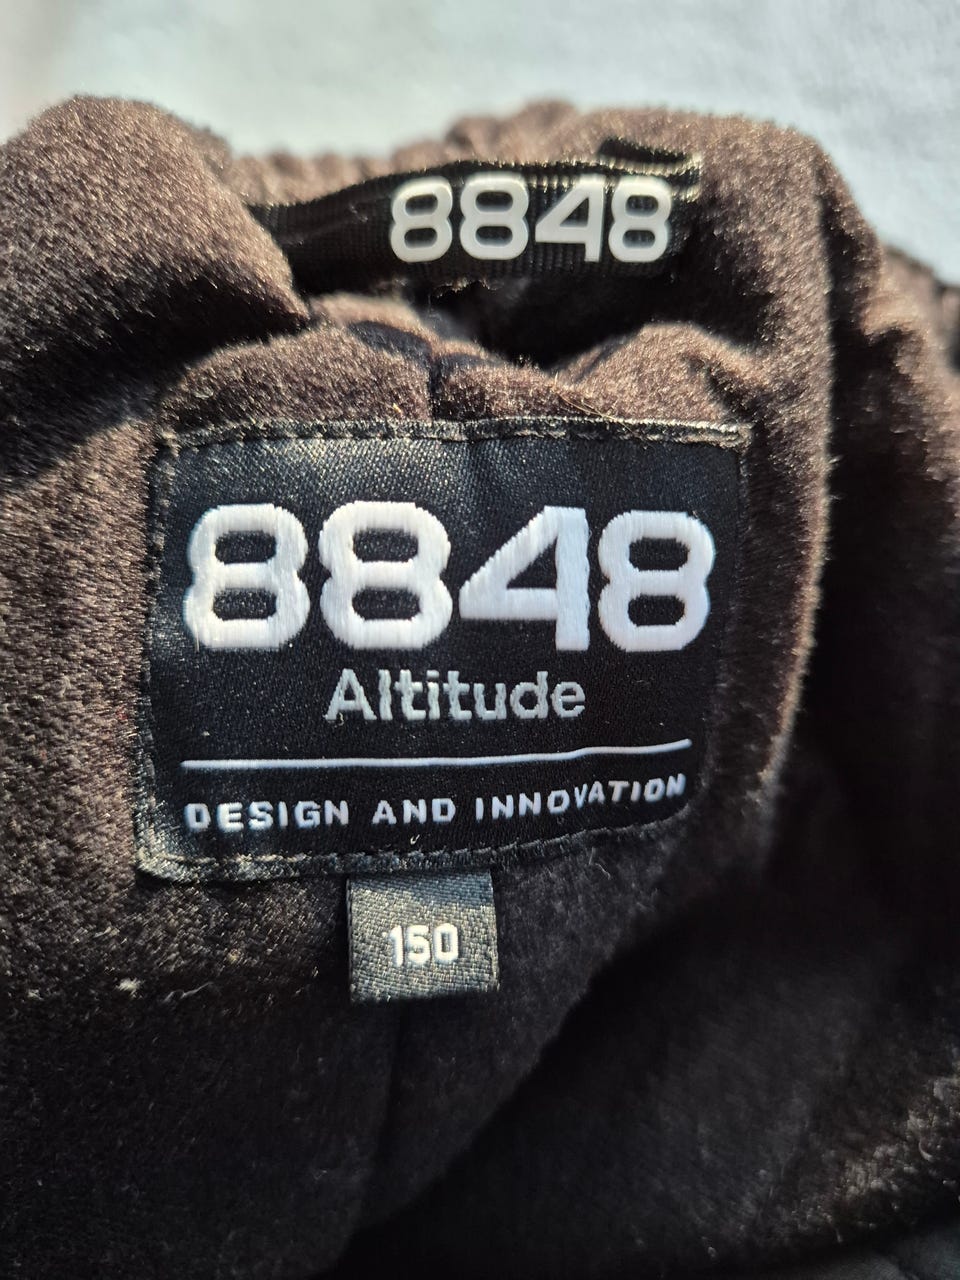 8848
8848
Altitude
DESIGN AND INNOVATION
150